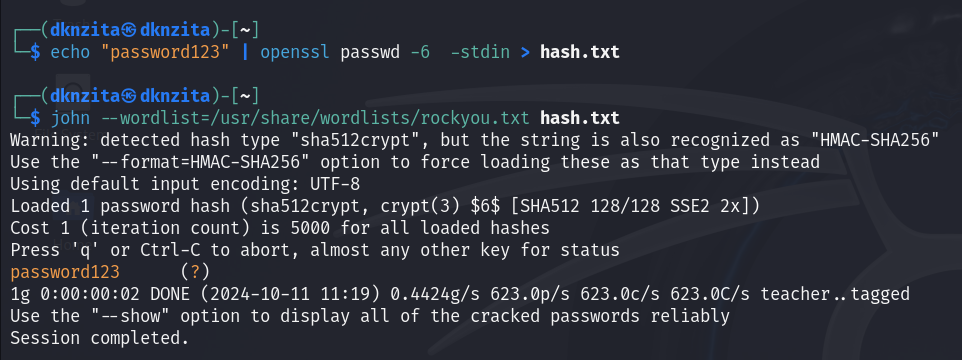 ┌──(dknzita㉿dknzita)-[~]
└─$ echo "password123" | openssl passwd -6  -stdin > hash.txt
┌──(dknzita㉿dknzita)-[~]
└─$ john --wordlist=/usr/share/wordlists/rockyou.txt hash.txt
Warning: detected hash type "sha512crypt", but the string is also recognized as "HMAC-SHA256"
Use the "--format=HMAC-SHA256" option to force loading these as that type instead
Using default input encoding: UTF-8
Loaded 1 password hash (sha512crypt, crypt(3) $6$ [SHA512 128/128 SSE2 2x])
Cost 1 (iteration count) is 5000 for all loaded hashes
Press 'q' or Ctrl-C to abort, almost any other key for status
password123      (?)
1g 0:00:00:02 DONE (2024-10-11 11:19) 0.4424g/s 623.0p/s 623.0c/s 623.0C/s teacher..tagged
Use the "--show" option to display all of the cracked passwords reliably
Session completed.